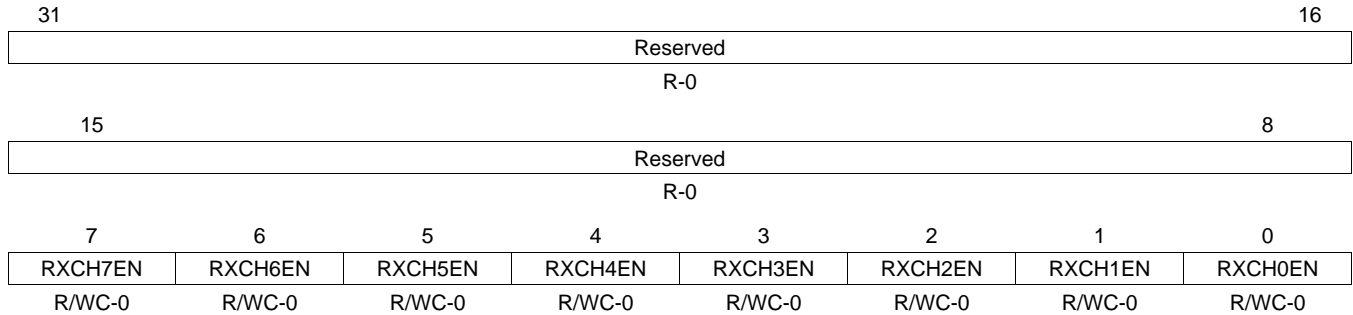 31 16
Reserved
R-0
15 8
Reserved
R-0
7 6 5 4 3 2 1 0
RXCH7EN RXCH6EN RXCH5EN RXCH4EN RXCH3EN RXCH2EN RXCH1EN RXCH0EN
R/WC-0 R/WC-0 R/WC-0 R/WC-0 R/WC-0 R/WC-0 R/WC-0 R/WC-0